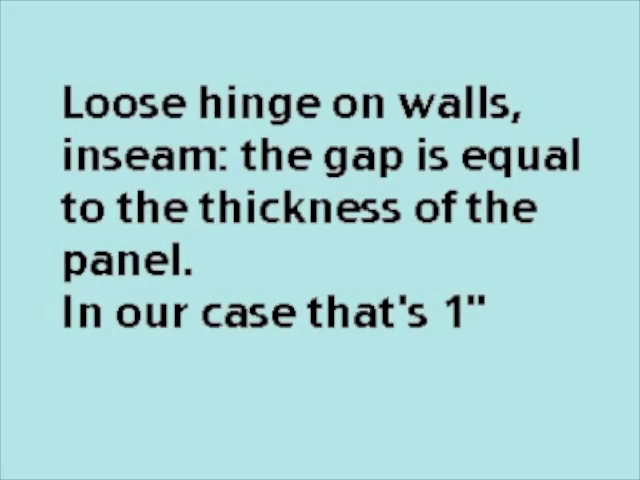 Loose hinge on walls,
inseam: the gap is equal
to the thickness of the
panel.
In our case that's 1"